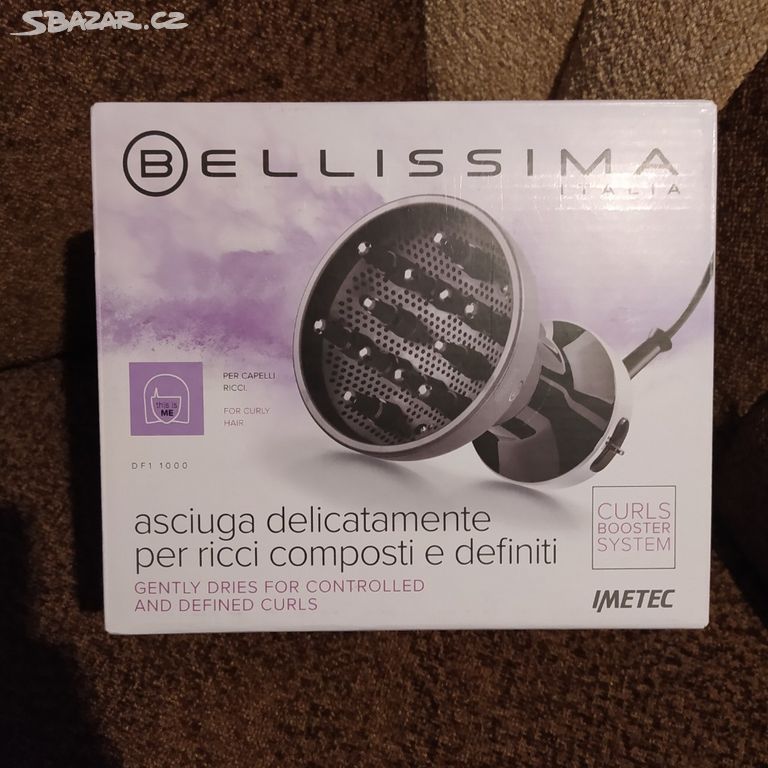 SBAZAR.CZ
BELLISSIMA
ITALIA
PER CAPELLI
RICCI.
FOR CURLY
HAIR
this is
ME
DF1 1000
asciuga delicatamente
per ricci composti e definiti
GENTLY DRIES FOR CONTROLLED
AND DEFINED CURLS
CURLS
BOOSTER
SYSTEM
IMETEC